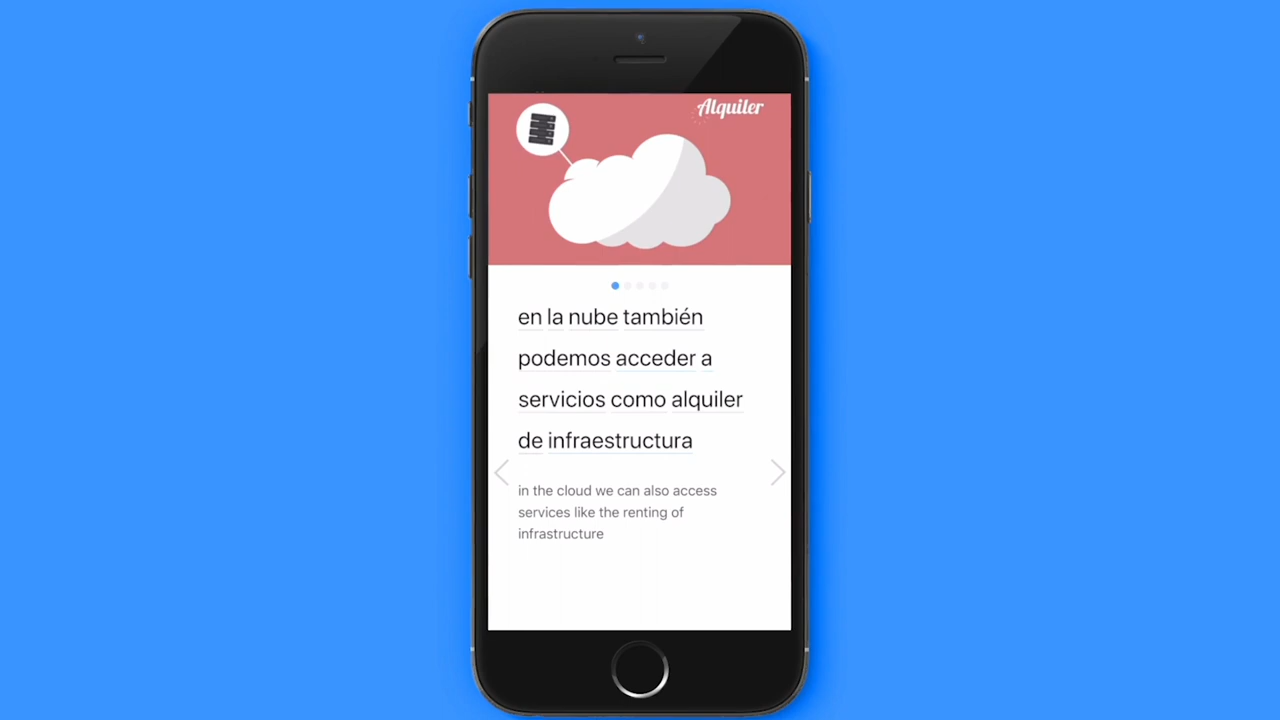 Alquiler
en la nube también
podemos acceder a
servicios como alquiler
de infraestructura
in the cloud we can also access
services like the renting of
infrastructure